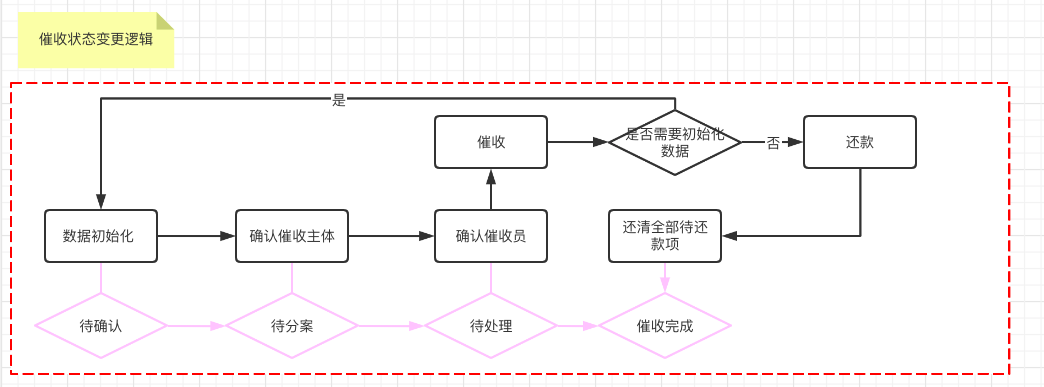 催收状态变更逻辑
是
催收
是否需要初始化
数据
否
还款
数据初始化
确认催收主体
确认催收员
还清全部待还
款项
待确认
待分案
待处理
催收完成